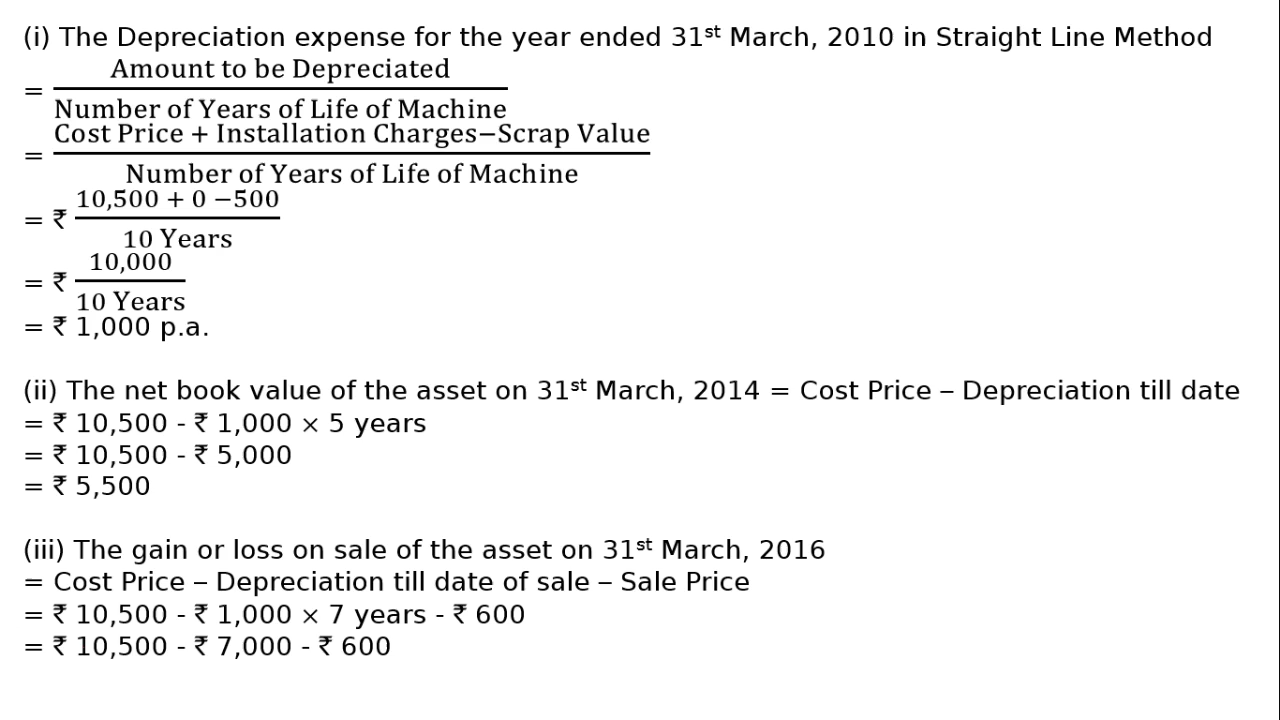 (i) The Depreciation expense for the year ended 31st March, 2010 in Straight Line Method
Amount to be Depreciated
=
Number of Years of Life of Machine
Cost Price + Installation Charges−Scrap Value
=
Number of Years of Life of Machine
10,500 + 0 −500
= ₹
10 Years
10,000
= ₹
10 Years
= ₹ 1,000 p.a.
(ii) The net book value of the asset on 31st March, 2014 = Cost Price – Depreciation till date
= ₹ 10,500 - ₹ 1,000 × 5 years
= ₹ 10,500 - ₹ 5,000
= ₹ 5,500
(iii) The gain or loss on sale of the asset on 31st March, 2016
= Cost Price – Depreciation till date of sale – Sale Price
= ₹ 10,500 - ₹ 1,000 × 7 years - ₹ 600
= ₹ 10,500 - ₹ 7,000 - ₹ 600